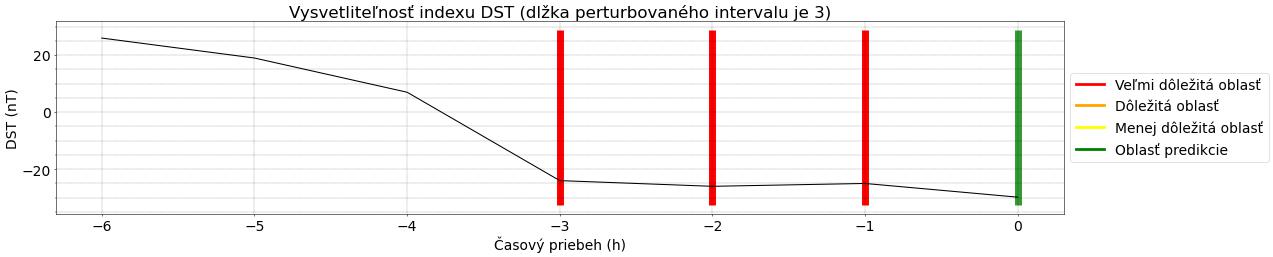 Vysvetliteľnosť indexu DST (dĺžka perturbovaného intervalu je 3)
20
0
−20
DST (nT)
−6 −5 −4 −3 −2 −1 0
Časový priebeh (h)
Veľmi dôležitá oblasť
Dôležitá oblasť
Menej dôležitá oblasť
Oblasť predikcie